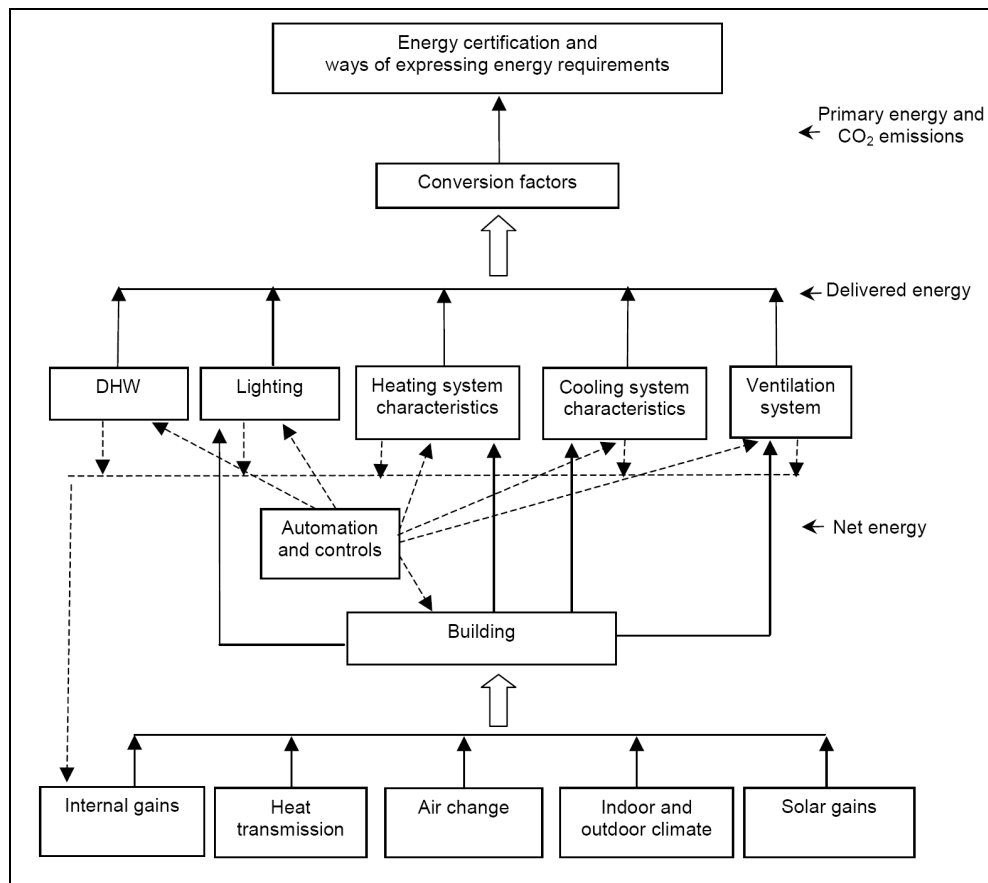 Energy certification and
ways of expressing energy requirements
Primary energy and
CO₂ emissions
Conversion factors
Delivered energy
DHW
Lighting
Heating system
characteristics
Cooling system
characteristics
Ventilation
system
Automation
and controls
Net energy
Building
Internal gains
Heat
transmission
Air change
Indoor and
outdoor climate
Solar gains